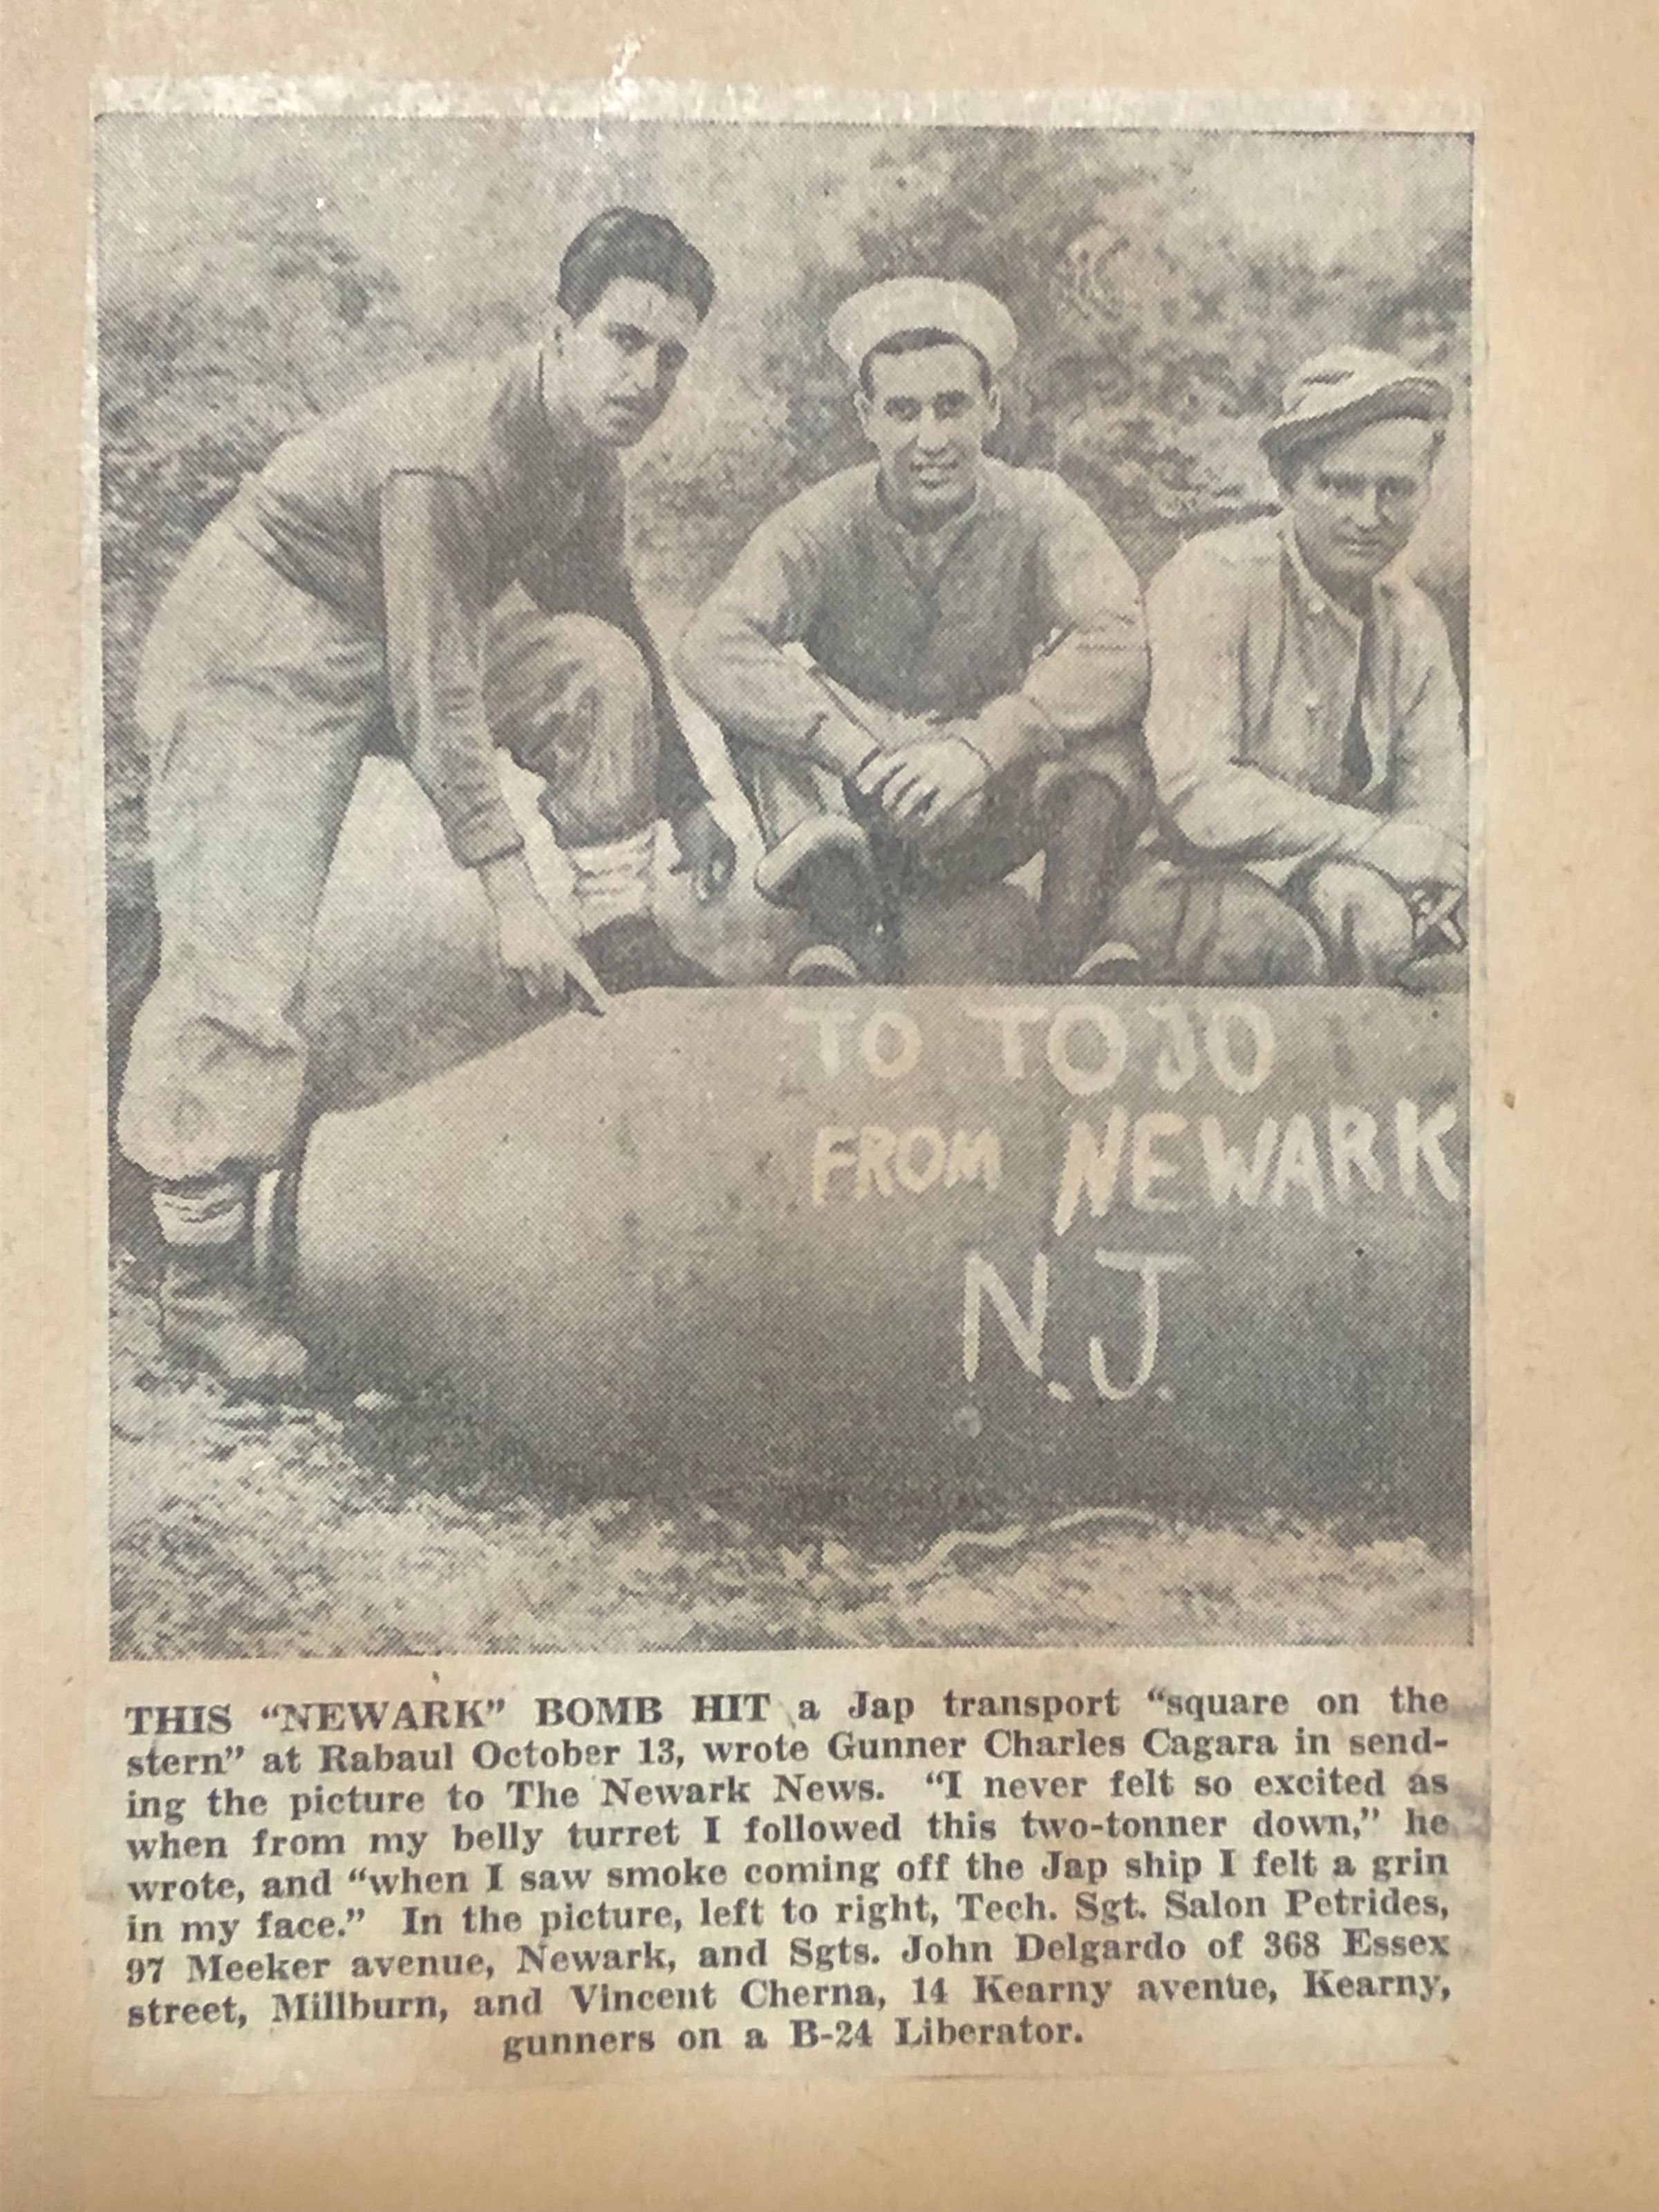 TO TOJO
FROM NEWARK
N.J.
THIS "NEWARK" BOMB HIT a Jap transport "square on the
stern" at Rabaul October 13, wrote Gunner Charles Cagara in send-
ing the picture to The Newark News. "I never felt so excited as
when from my belly turret I followed this two-tonner down," he
wrote, and "when I saw smoke coming off the Jap ship I felt a grin
in my face." In the picture, left to right, Tech. Sgt. Salon Petrides,
97 Meeker avenue, Newark, and Sgts. John Delgardo of 368 Essex
street, Millburn, and Vincent Cherna, 14 Kearny avenue, Kearny,
gunners on a B-24 Liberator.